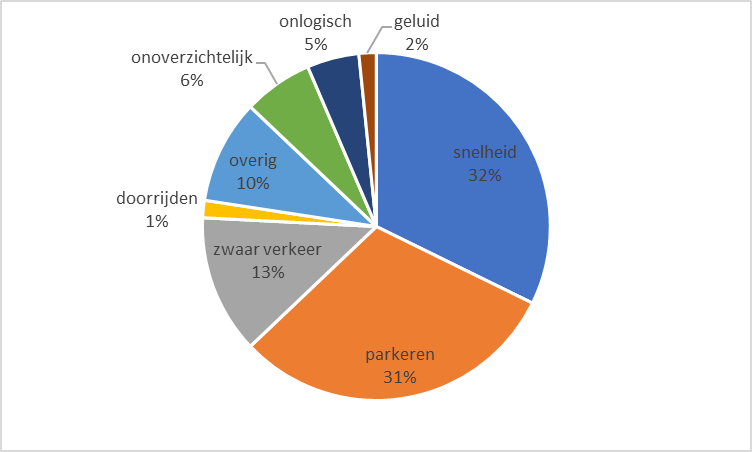 onlogisch
5%
geluid
2%
onoverzichtelijk
6%
snelheid
32%
overig
10%
doorrijden
1%
zwaar verkeer
13%
parkeren
31%